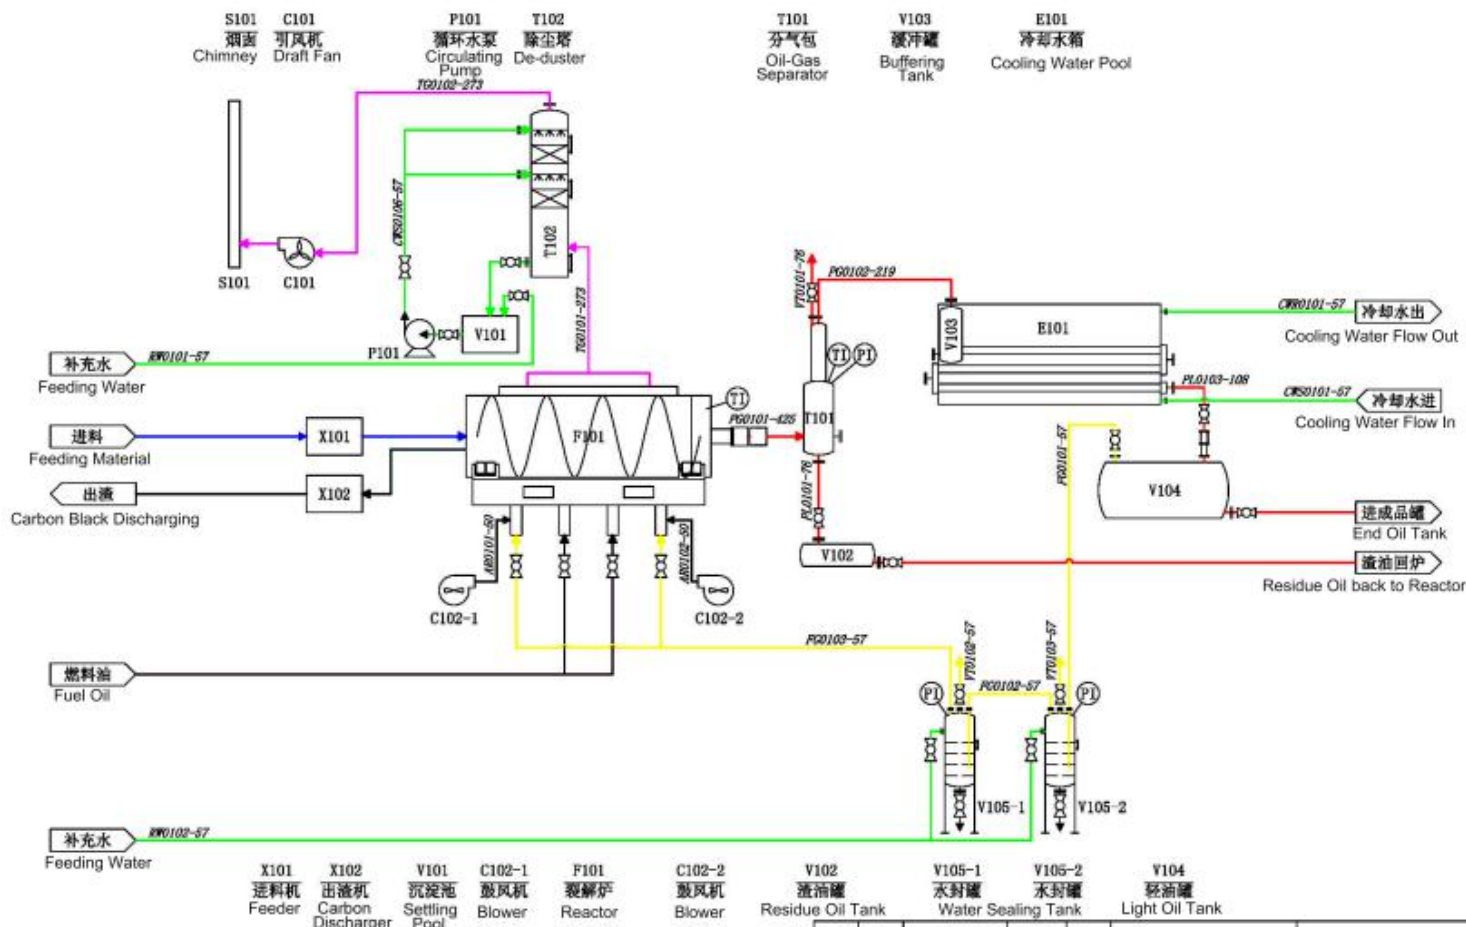 S101 C101 P101 T102 T101 V103 E101
烟囱 引风机 循环水泵 除尘塔 分气包 缓冲罐 冷却水箱
Chimney Draft Fan Circulating De-duster Oil-Gas Buffering Cooling Water Pool
Pump Separator Tank
TG0102-273
CWS0106-57
T102
S101
C101
TG0101-273
P101
V101
补充水
RW0101-57
Feeding Water
VT0101-76
PG0102-219
V103
E101
CWR0101-57
冷却水出
Cooling Water Flow Out
TI
PI
PL0103-108
CWS0101-57
冷却水进
Cooling Water Flow In
进料
Feeding Material
X101
F101
TI
PG0101-425
T101
出渣
Carbon Black Discharging
X102
PL0101-76
FG0101-57
V104
进成品罐
End Oil Tank
AR0101-50
AR0102-50
V102
渣油回炉
Residue Oil back to Reactor
C102-1
C102-2
FG0103-57
VT0102-57
VT0103-57
燃料油
Fuel Oil
PI
FG0102-57
PI
V105-1
V105-2
补充水
RW0102-57
Feeding Water
X101 X102 V101 C102-1 F101 C102-2 V102 V105-1 V105-2 V104
进料机 出渣机 沉淀池 鼓风机 裂解炉 鼓风机 渣油罐 水封罐 水封罐 轻油罐
Feeder Carbon Settling Blower Reactor Blower Residue Oil Tank Water Sealing Tank Light Oil Tank
Discharger Pool